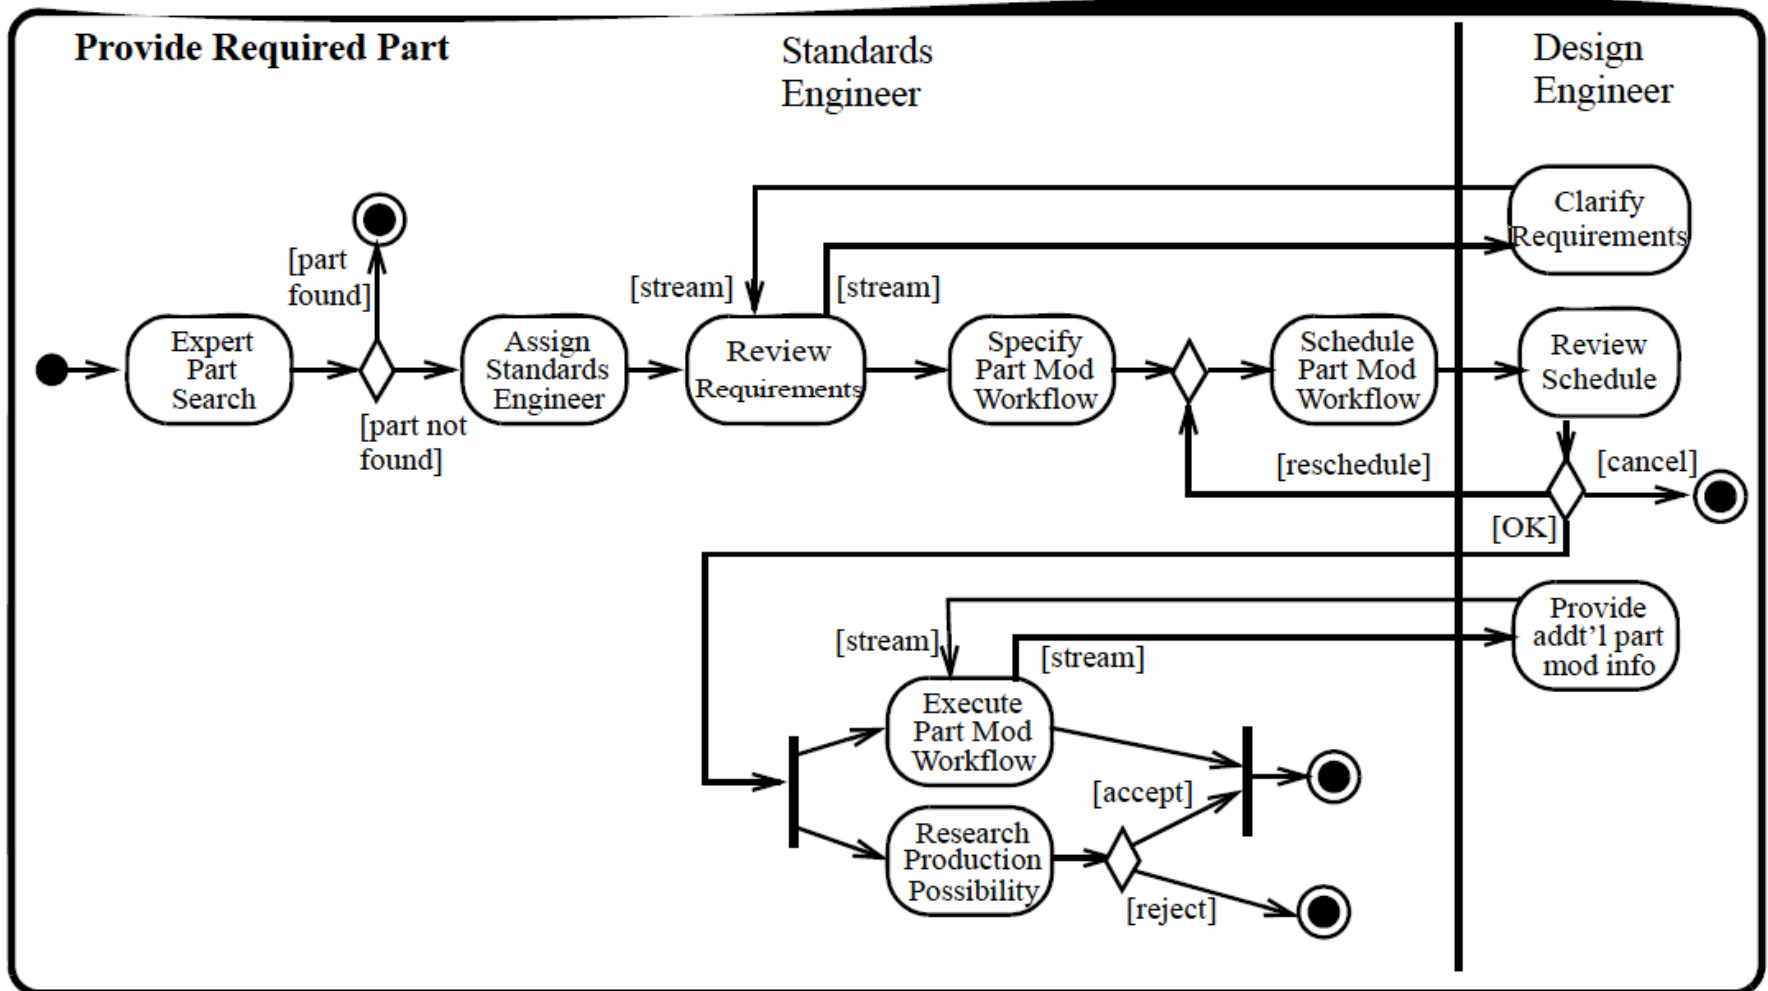 Provide Required Part
Standards
Engineer
Design
Engineer
Clarify
Requirements
[part
found]
[stream]
[stream]
Expert
Part
Search
Assign
Standards
Engineer
Review
Requirements
Specify
Part Mod
Workflow
Schedule
Part Mod
Workflow
Review
Schedule
[part not
found]
[reschedule]
[cancel]
[OK]
Provide
addt’l part
mod info
[stream]
[stream]
Execute
Part Mod
Workflow
[accept]
Research
Production
Possibility
[reject]